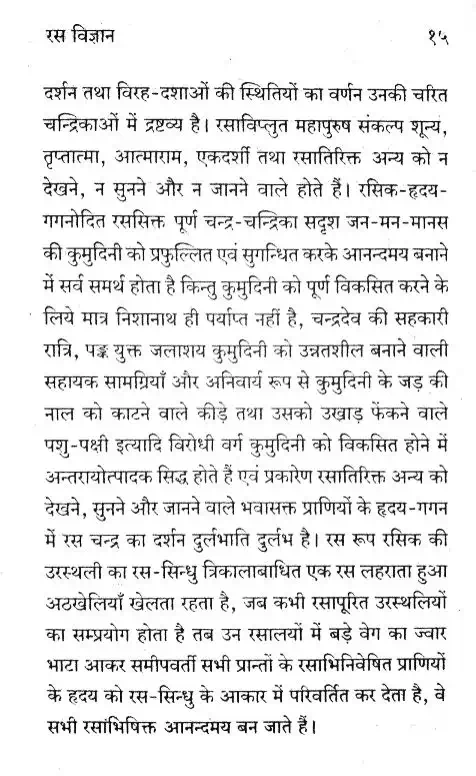 रस विज्ञान १५
दर्शन तथा विरह-दशाओं की स्थितियों का वर्णन उनकी चरित
चन्द्रिकाओं में द्रष्टव्य है। रसाविप्लुत महापुरुष संकल्प शून्य,
तृप्तात्मा, आत्माराम, एकदर्शी तथा रसातिरिक्त अन्य को न
देखने, न सुनने और न जानने वाले होते हैं। रसिक-हृदय-
गगनोदित रससिक्त पूर्ण चन्द्र-चन्द्रिका सदृश जन-मन-मानस
की कुमुदिनी को प्रफुल्लित एवं सुगन्धित करके आनन्दमय बनाने
में सर्व समर्थ होता है किन्तु कुमुदिनी को पूर्ण विकसित करने के
लिये मात्र निशानाथ ही पर्याप्त नहीं है, चन्द्रदेव की सहकारी
रात्रि, पङ्क युक्त जलाशय कुमुदिनी को उन्नतशील बनाने वाली
सहायक सामग्रियाँ और अनिवार्य रूप से कुमुदिनी के जड़ की
नाल को काटने वाले कीड़े तथा उसको उखाड़ फेंकने वाले
पशु-पक्षी इत्यादि विरोधी वर्ग कुमुदिनी को विकसित होने में
अन्तरायोत्पादक सिद्ध होते हैं एवं प्रकारेण रसातिरिक्त अन्य को
देखने, सुनने और जानने वाले भवासक्त प्राणियों के हृदय-गगन
में रस चन्द्र का दर्शन दुर्लभाति दुर्लभ है। रस रूप रसिक की
उरस्थली का रस-सिन्धु त्रिकालाबाधित एक रस लहराता हुआ
अठखेलियाँ खेलता रहता है, जब कभी रसापूरित उरस्थलियों
का सम्प्रयोग होता है तब उन रसालयों में बड़े वेग का ज्वार
भाटा आकर समीपवर्ती सभी प्रान्तों के रसाभिनिवेषित प्राणियों
के हृदय को रस-सिन्धु के आकार में परिवर्तित कर देता है, वे
सभी रसाभिषिक्त आनन्दमय बन जाते हैं।